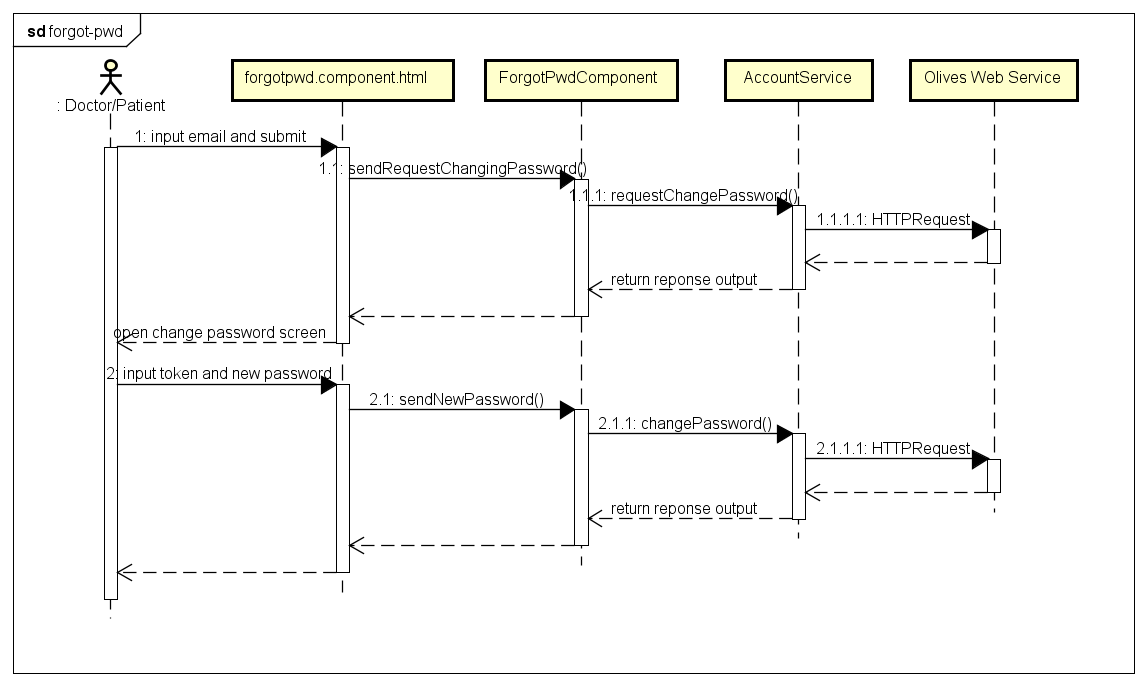 sd forgot-pwd
: Doctor/Patient
forgotpwd.component.html
ForgotPwdComponent
AccountService
Olives Web Service
1: input email and submit
1.1: sendRequestChangingPassword()
1.1.1: requestChangePassword()
1.1.1.1: HTTPRequest
return reponse output
open change password screen
2: input token and new password
2.1: sendNewPassword()
2.1.1: changePassword()
2.1.1.1: HTTPRequest
return reponse output